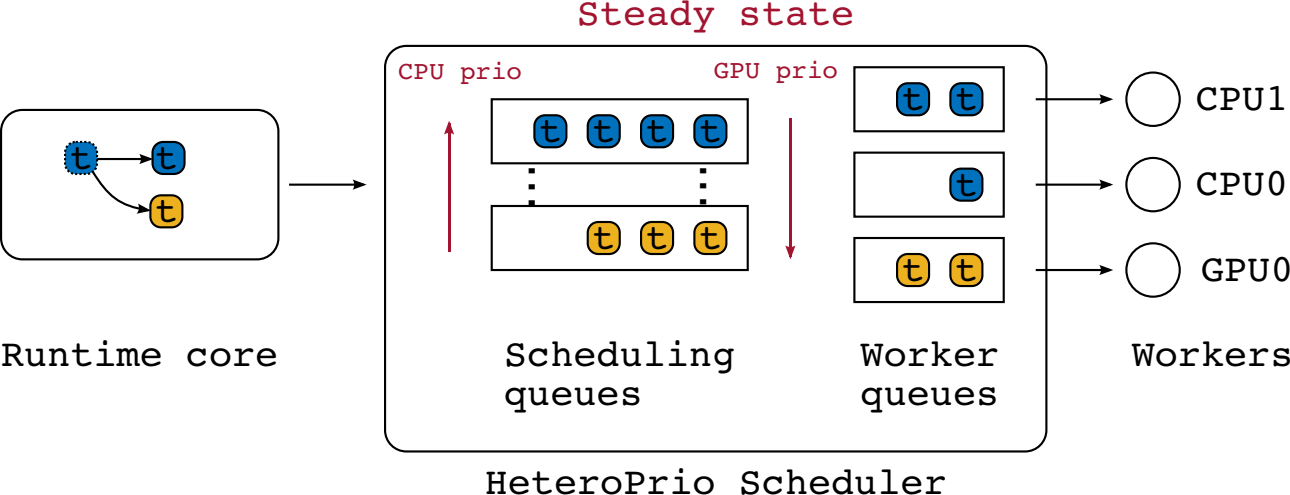 Steady state
CPU prio
GPU prio
t t
CPU1
t t t t
t t
t
CPU0
t
t t t
t t
GPU0
Runtime core
Scheduling
queues
Worker
queues
Workers
HeteroPrio Scheduler